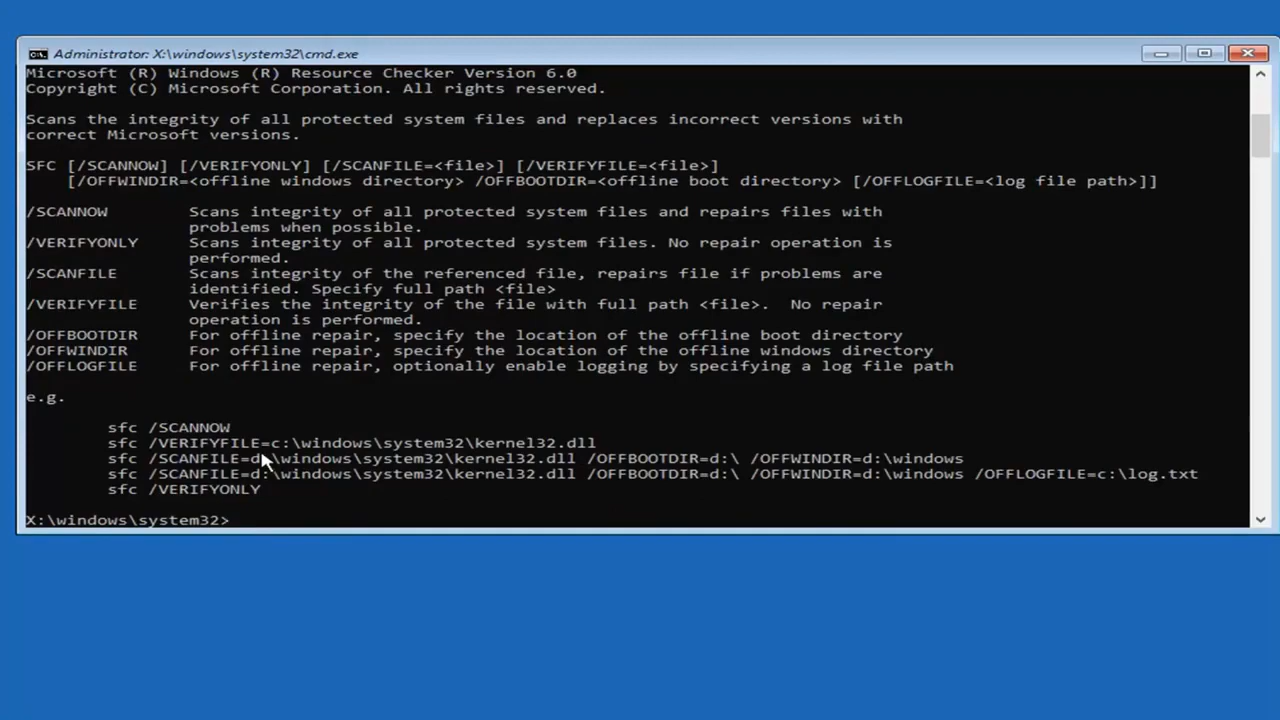 Administrator: X:\windows\system32\cmd.exe
Microsoft (R) Windows (R) Resource Checker Version 6.0
Copyright (C) Microsoft Corporation. All rights reserved.
Scans the integrity of all protected system files and replaces incorrect versions with
correct Microsoft versions.
SFC [/SCANNOW] [/VERIFYONLY] [/SCANFILE=<file>] [/VERIFYFILE=<file>]
[/OFFWINDIR=<offline windows directory> /OFFBOOTDIR=<offline boot directory> [/OFFLOGFILE=<log file path>]]
/SCANNOW Scans integrity of all protected system files and repairs files with
problems when possible.
/VERIFYONLY Scans integrity of all protected system files. No repair operation is
performed.
/SCANFILE Scans integrity of the referenced file, repairs file if problems are
identified. Specify full path <file>
/VERIFYFILE Verifies the integrity of the file with full path <file>. No repair
operation is performed.
/OFFBOOTDIR For offline repair, specify the location of the offline boot directory
/OFFWINDIR For offline repair, specify the location of the offline windows directory
/OFFLOGFILE For offline repair, optionally enable logging by specifying a log file path
e.g.
sfc /SCANNOW
sfc /VERIFYFILE=c:\windows\system32\kernel32.dll
sfc /SCANFILE=d:\windows\system32\kernel32.dll /OFFBOOTDIR=d:\ /OFFWINDIR=d:\windows
sfc /SCANFILE=d:\windows\system32\kernel32.dll /OFFBOOTDIR=d:\ /OFFWINDIR=d:\windows /OFFLOGFILE=c:\log.txt
sfc /VERIFYONLY
X:\windows\system32>